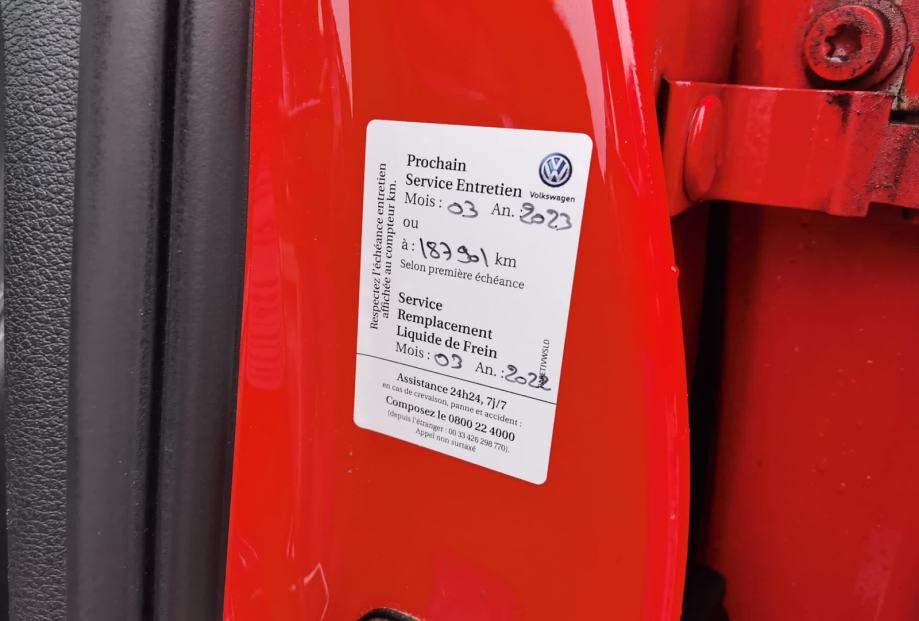 Prochain
Service Entretien
Volkswagen
Mois : 03 An. : 2023
ou
à : 187 901 km
Selon première échéance
Respectez l'échéance entretien
affichée au compteur km.
Service
Remplacement
Liquide de Frein
Mois : 03 An. : 2022
Assistance 24h24, 7j/7
en cas de crevaison, panne et accident :
Composez le 0800 22 4000
(depuis l'étranger : 00 33 426 298 770).
Appel non surtaxé